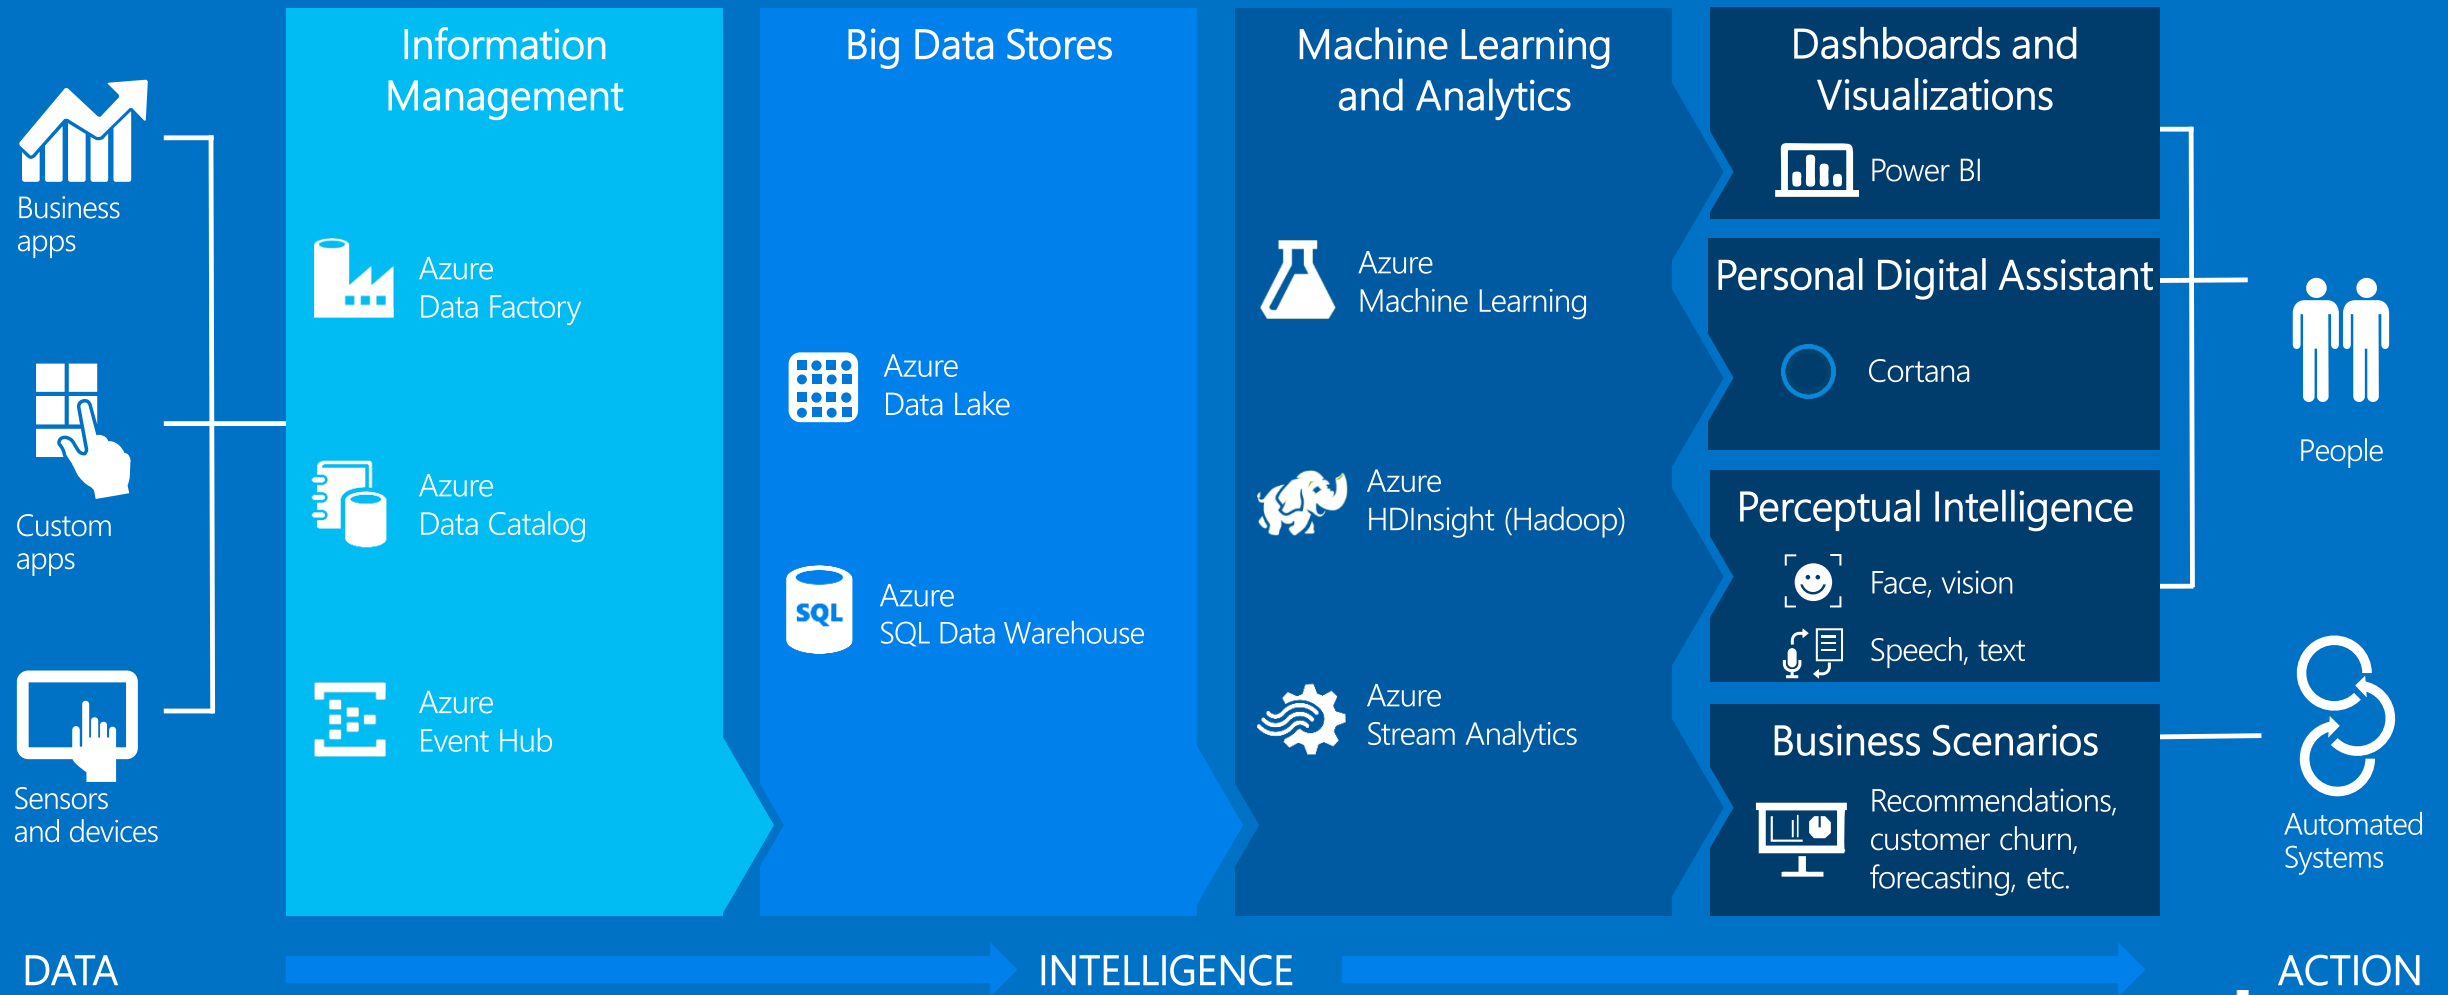 Business
apps
Custom
apps
Sensors
and devices
Information
Management
Azure
Data Factory
Azure
Data Catalog
Azure
Event Hub
Big Data Stores
Azure
Data Lake
SQL
Azure
SQL Data Warehouse
Machine Learning
and Analytics
Azure
Machine Learning
Azure
HDInsight (Hadoop)
Azure
Stream Analytics
Dashboards and
Visualizations
Power BI
Personal Digital Assistant
Cortana
Perceptual Intelligence
Face, vision
Speech, text
Business Scenarios
Recommendations,
customer churn,
forecasting, etc.
People
Automated
Systems
DATA
INTELLIGENCE
ACTION